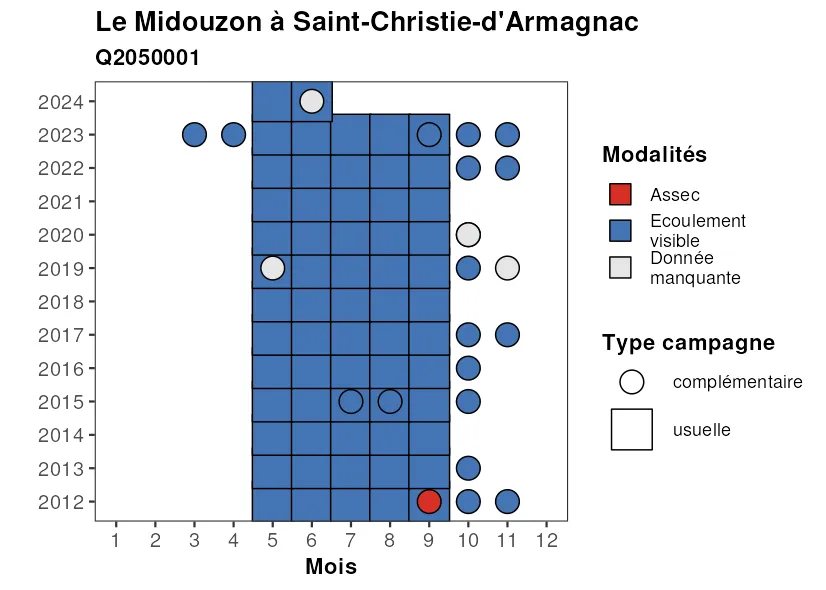 Le Midouzon à Saint-Christie-d'Armagnac
Q2050001
2024
2023
2022
2021
2020
2019
2018
2017
2016
2015
2014
2013
2012
1 2 3 4 5 6 7 8 9 10 11 12
Mois
Modalités
Assec
Ecoulement
visible
Donnée
manquante
Type campagne
complémentaire
usuelle